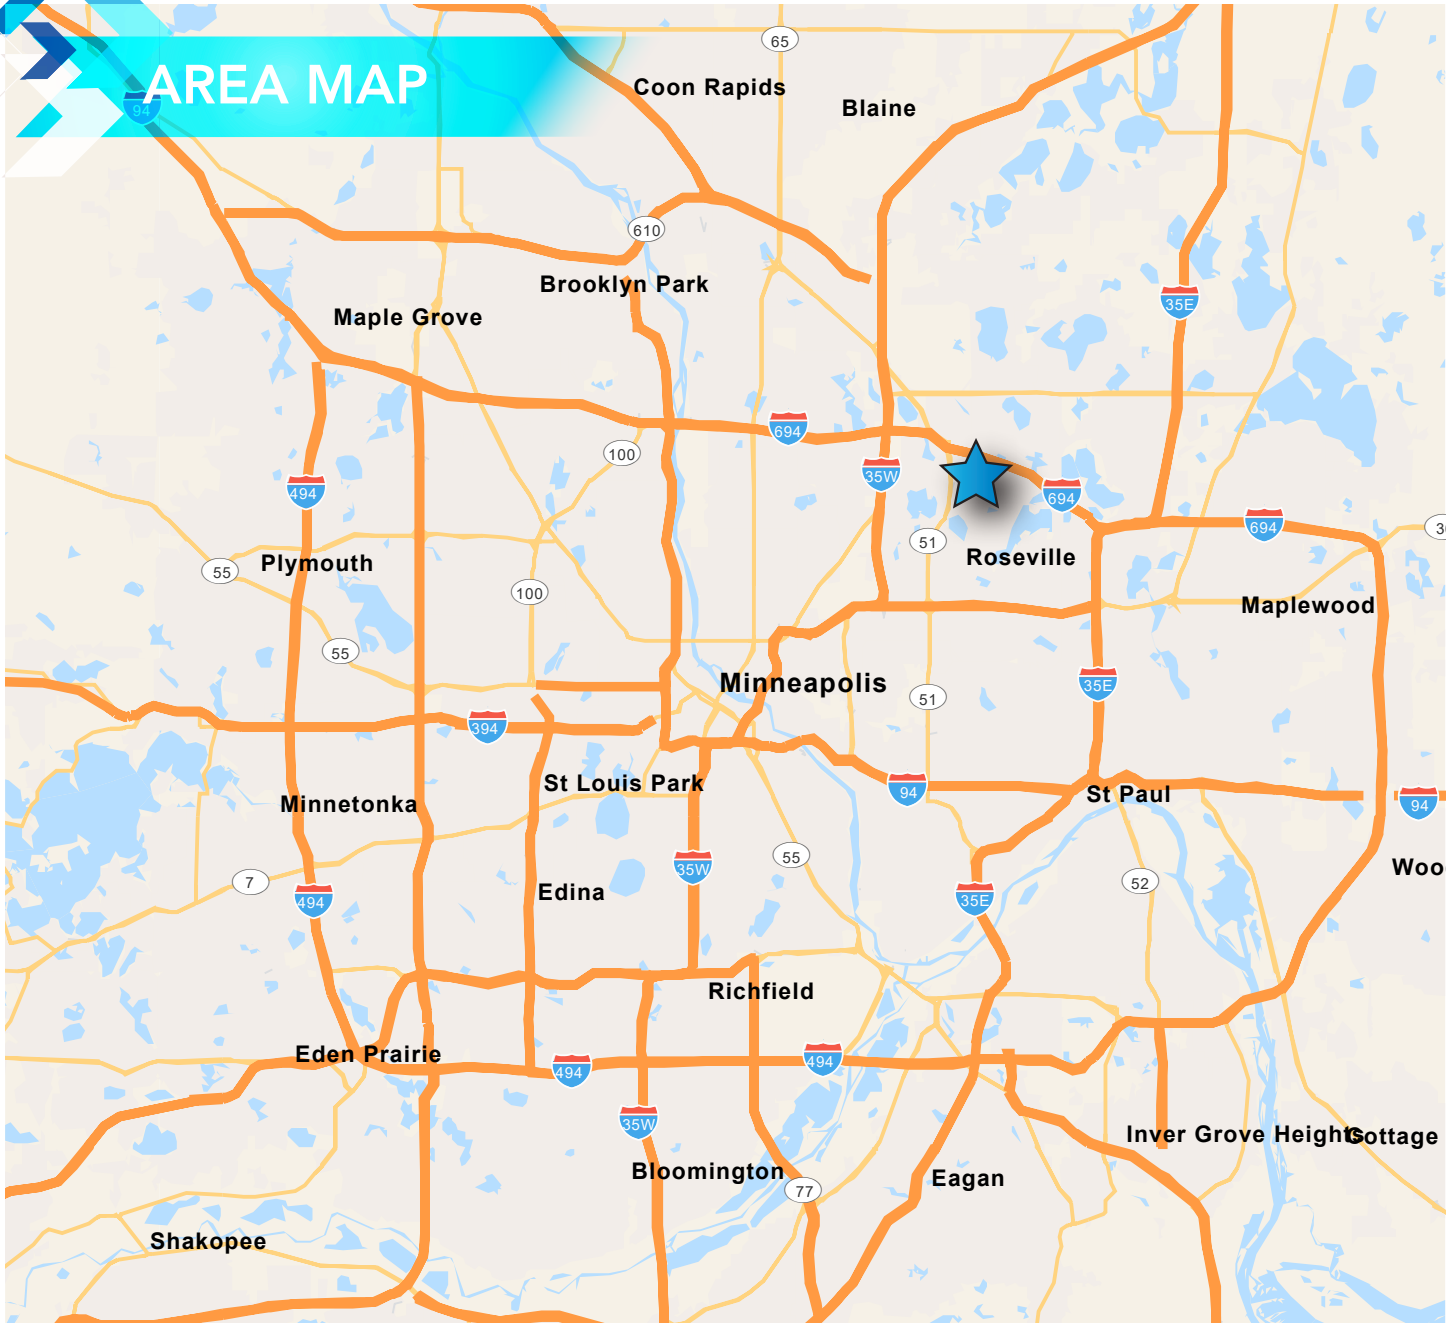 65
Coon Rapids
AREA MAP
94
Blaine
610
Brooklyn Park
35E
Maple Grove
694
100
35W
494
694
694
51
Roseville
Plymouth
55
100
Maplewood
55
Minneapolis
35E
51
394
St Louis Park
94
St Paul
94
Minnetonka
55
35W
7
52
Edina
35E
494
Richfield
Eden Prairie
494
494
35W
Inver Grove Heights
Cottage
Bloomington
Eagan
77
Shakopee